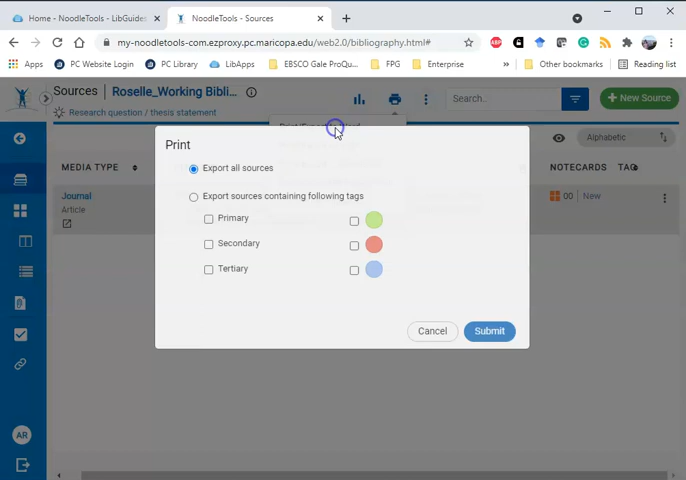 Home - NoodleTools - LibGuides
NoodleTools - Sources
my-noodletools-com.ezproxy.pc.maricopa.edu/web2.0/bibliography.html#
ABP
Apps PC Website Login PC Library LibApps EBSCO Gale ProQu... FPG Enterprise » Other bookmarks Reading list
Sources Roselle_Working Bibli...
Research question / thesis statement
Search...
+ New Source
Print
Export all sources
Export sources containing following tags
Primary
Secondary
Tertiary
Cancel Submit
Alphabetic
MEDIA TYPE NOTECARDS TAG
Journal
Article
00 New
AR